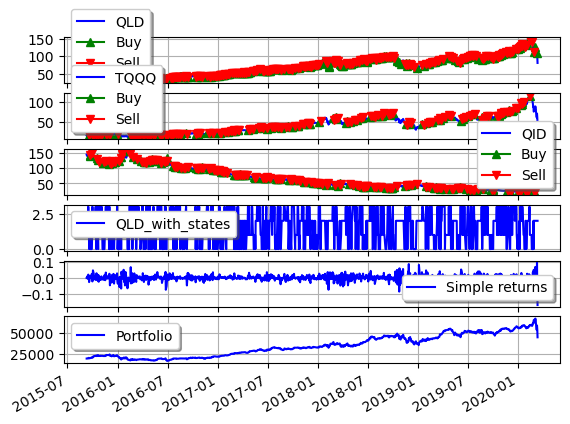 QLD
Buy
Sell
150
100
50
TQQQ
Buy
Sell
100
50
QID
Buy
Sell
150
100
50
QLD_with_states
2.5
0.0
Simple returns
0.1
0.0
−0.1
Portfolio
50000
25000
2015-07
2016-01
2016-07
2017-01
2017-07
2018-01
2018-07
2019-01
2019-07
2020-01